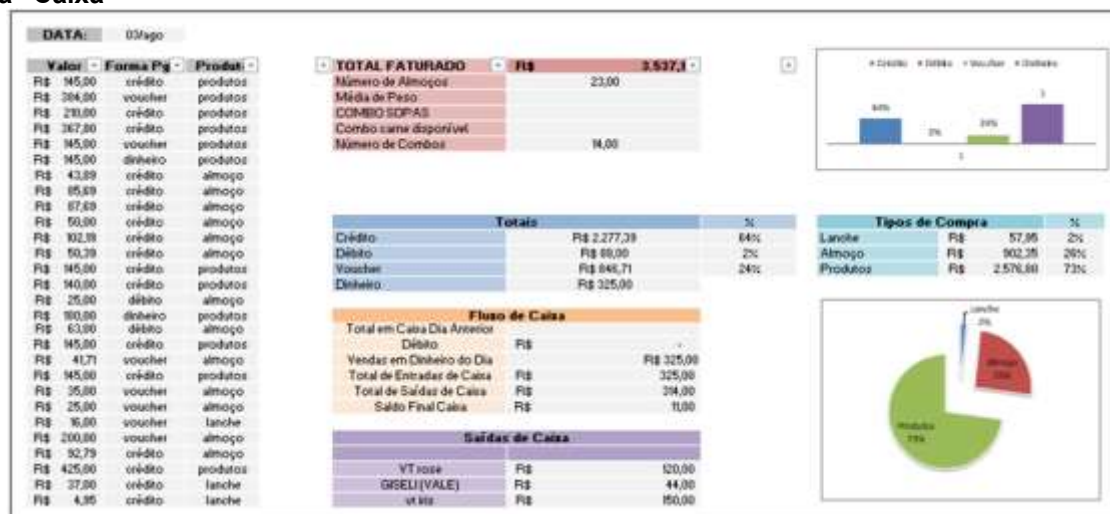 a - Caixa
DATA: 03/ago
Valor Forma Pg Produt
R$ 145,00 crédito produtos
R$ 384,00 voucher produtos
R$ 210,00 crédito produtos
R$ 367,00 crédito produtos
R$ 145,00 voucher produtos
R$ 145,00 dinheiro produtos
R$ 43,89 crédito almoço
R$ 85,69 crédito almoço
R$ 87,69 crédito almoço
R$ 50,00 crédito almoço
R$ 102,19 crédito almoço
R$ 50,39 crédito almoço
R$ 145,00 crédito produtos
R$ 140,00 crédito produtos
R$ 25,00 débito almoço
R$ 180,00 dinheiro produtos
R$ 63,00 débito almoço
R$ 145,00 crédito produtos
R$ 41,71 voucher almoço
R$ 145,00 crédito produtos
R$ 35,00 voucher almoço
R$ 25,00 voucher almoço
R$ 16,00 voucher lanche
R$ 200,00 voucher almoço
R$ 92,79 crédito almoço
R$ 425,00 crédito produtos
R$ 37,00 crédito lanche
R$ 4,95 crédito lanche
TOTAL FATURADO R$ 3.537,1
Número de Almoços 23,00
Média de Peso
COMBO SOPAS
Combo carne disponível
Número de Combos 14,00
Totais %
Crédito R$ 2.277,39 64%
Débito R$ 88,00 2%
Voucher R$ 846,71 24%
Dinheiro R$ 325,00
Fluxo de Caixa
Total em Caixa Dia Anterior
Débito R$ -
Vendas em Dinheiro do Dia R$ 325,00
Total de Entradas de Caixa R$ 325,00
Total de Saídas de Caixa R$ 314,00
Saldo Final Caixa R$ 11,00
Saídas de Caixa
VT rose R$ 120,00
GISELI (VALE) R$ 44,00
vt iris R$ 150,00
Crédito Débito Voucher Dinheiro
64% 2% 24% 1
1
Tipos de Compra %
Lanche R$ 57,95 2%
Almoço R$ 902,35 26%
Produtos R$ 2.576,80 73%
Lanche
2%
Produtos
73%